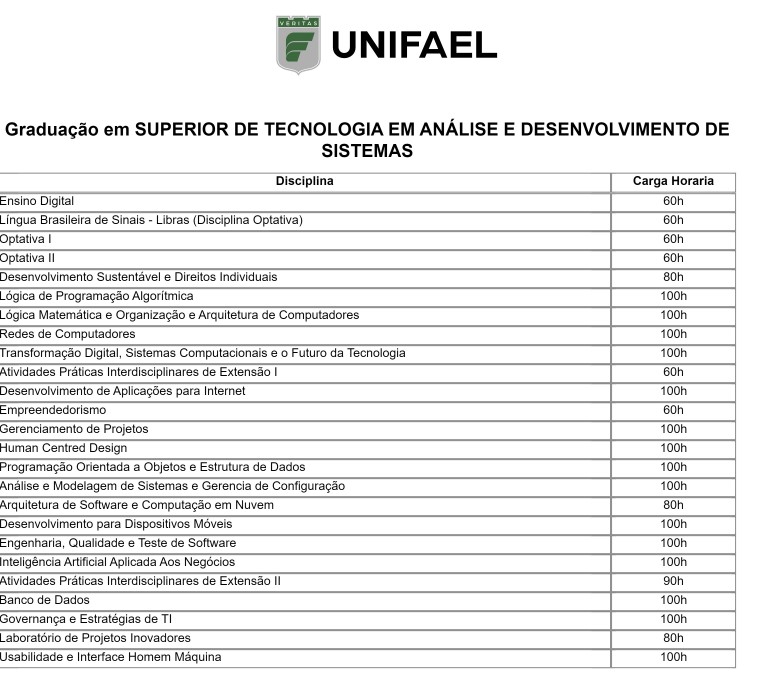 VERITAS
UNIFAEL
Graduação em SUPERIOR DE TECNOLOGIA EM ANÁLISE E DESENVOLVIMENTO DE
SISTEMAS
Disciplina Carga Horaria
Ensino Digital 60h
Língua Brasileira de Sinais - Libras (Disciplina Optativa) 60h
Optativa I 60h
Optativa II 60h
Desenvolvimento Sustentável e Direitos Individuais 80h
Lógica de Programação Algorítmica 100h
Lógica Matemática e Organização e Arquitetura de Computadores 100h
Redes de Computadores 100h
Transformação Digital, Sistemas Computacionais e o Futuro da Tecnologia 100h
Atividades Práticas Interdisciplinares de Extensão I 60h
Desenvolvimento de Aplicações para Internet 100h
Empreendedorismo 60h
Gerenciamento de Projetos 100h
Human Centred Design 100h
Programação Orientada a Objetos e Estrutura de Dados 100h
Análise e Modelagem de Sistemas e Gerencia de Configuração 100h
Arquitetura de Software e Computação em Nuvem 80h
Desenvolvimento para Dispositivos Móveis 100h
Engenharia, Qualidade e Teste de Software 100h
Inteligência Artificial Aplicada Aos Negócios 100h
Atividades Práticas Interdisciplinares de Extensão II 90h
Banco de Dados 100h
Governança e Estratégias de TI 100h
Laboratório de Projetos Inovadores 80h
Usabilidade e Interface Homem Máquina 100h